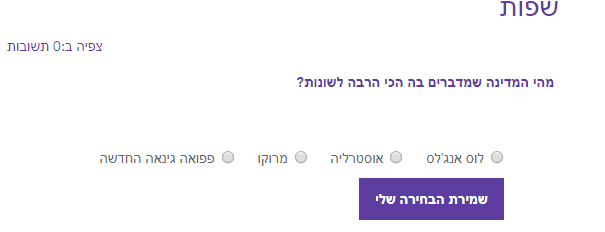 שפות
צפיה ב:0 תשובות
מהי המדינה שמדברים בה הכי הרבה לשונות?
לוס אנג'לס אוסטרליה מרוקו פפואה גינאה החדשה
שמירת הבחירה שלי